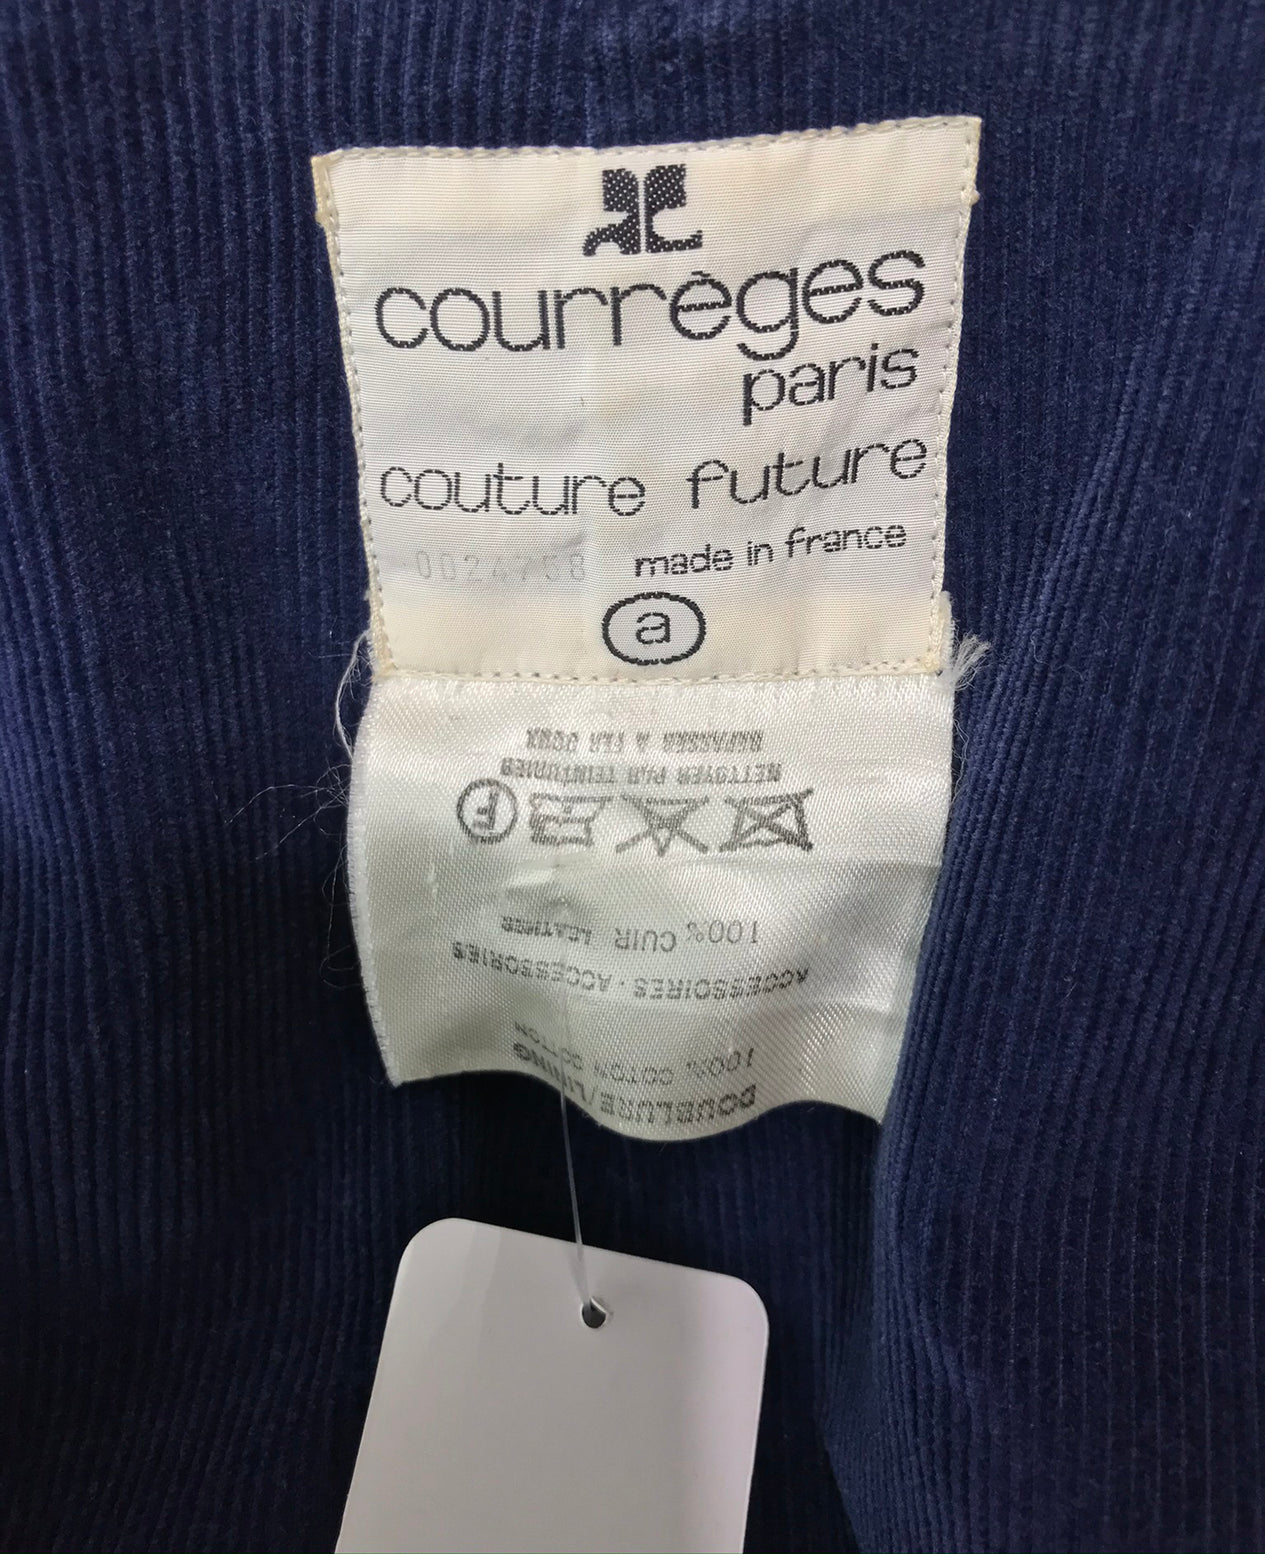 courrèges
paris
couture future
0024758 made in france
a
DOUBLURE/LINING
100% COTON COTTON
ACCESSOIRES · ACCESSORIES
100% CUIR LEATHER
F
NETTOYER PAR TEINTURIER
REPASSER A FER DOUX